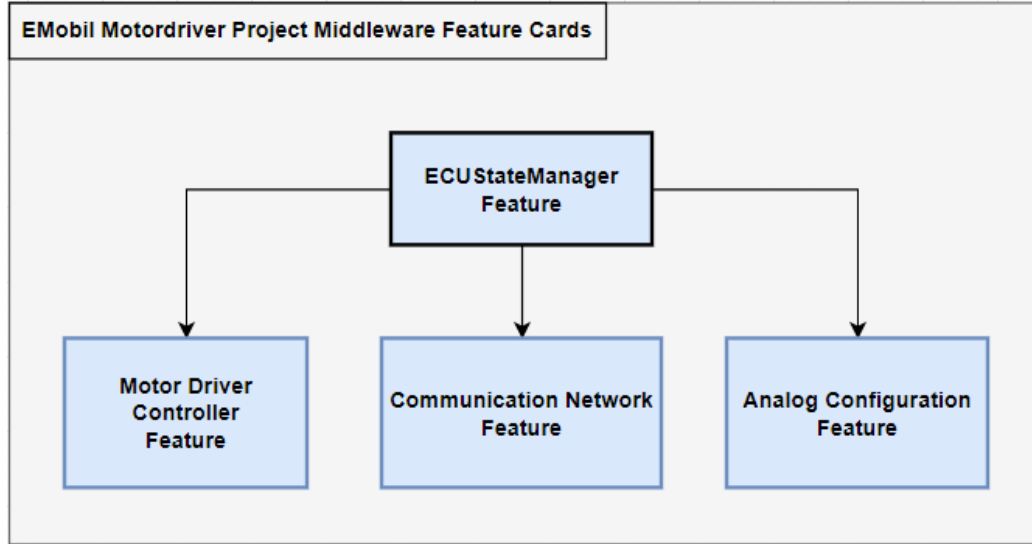 EMobil Motordriver Project Middleware Feature Cards
ECUStateManager
Feature
Motor Driver
Controller
Feature
Communication Network
Feature
Analog Configuration
Feature